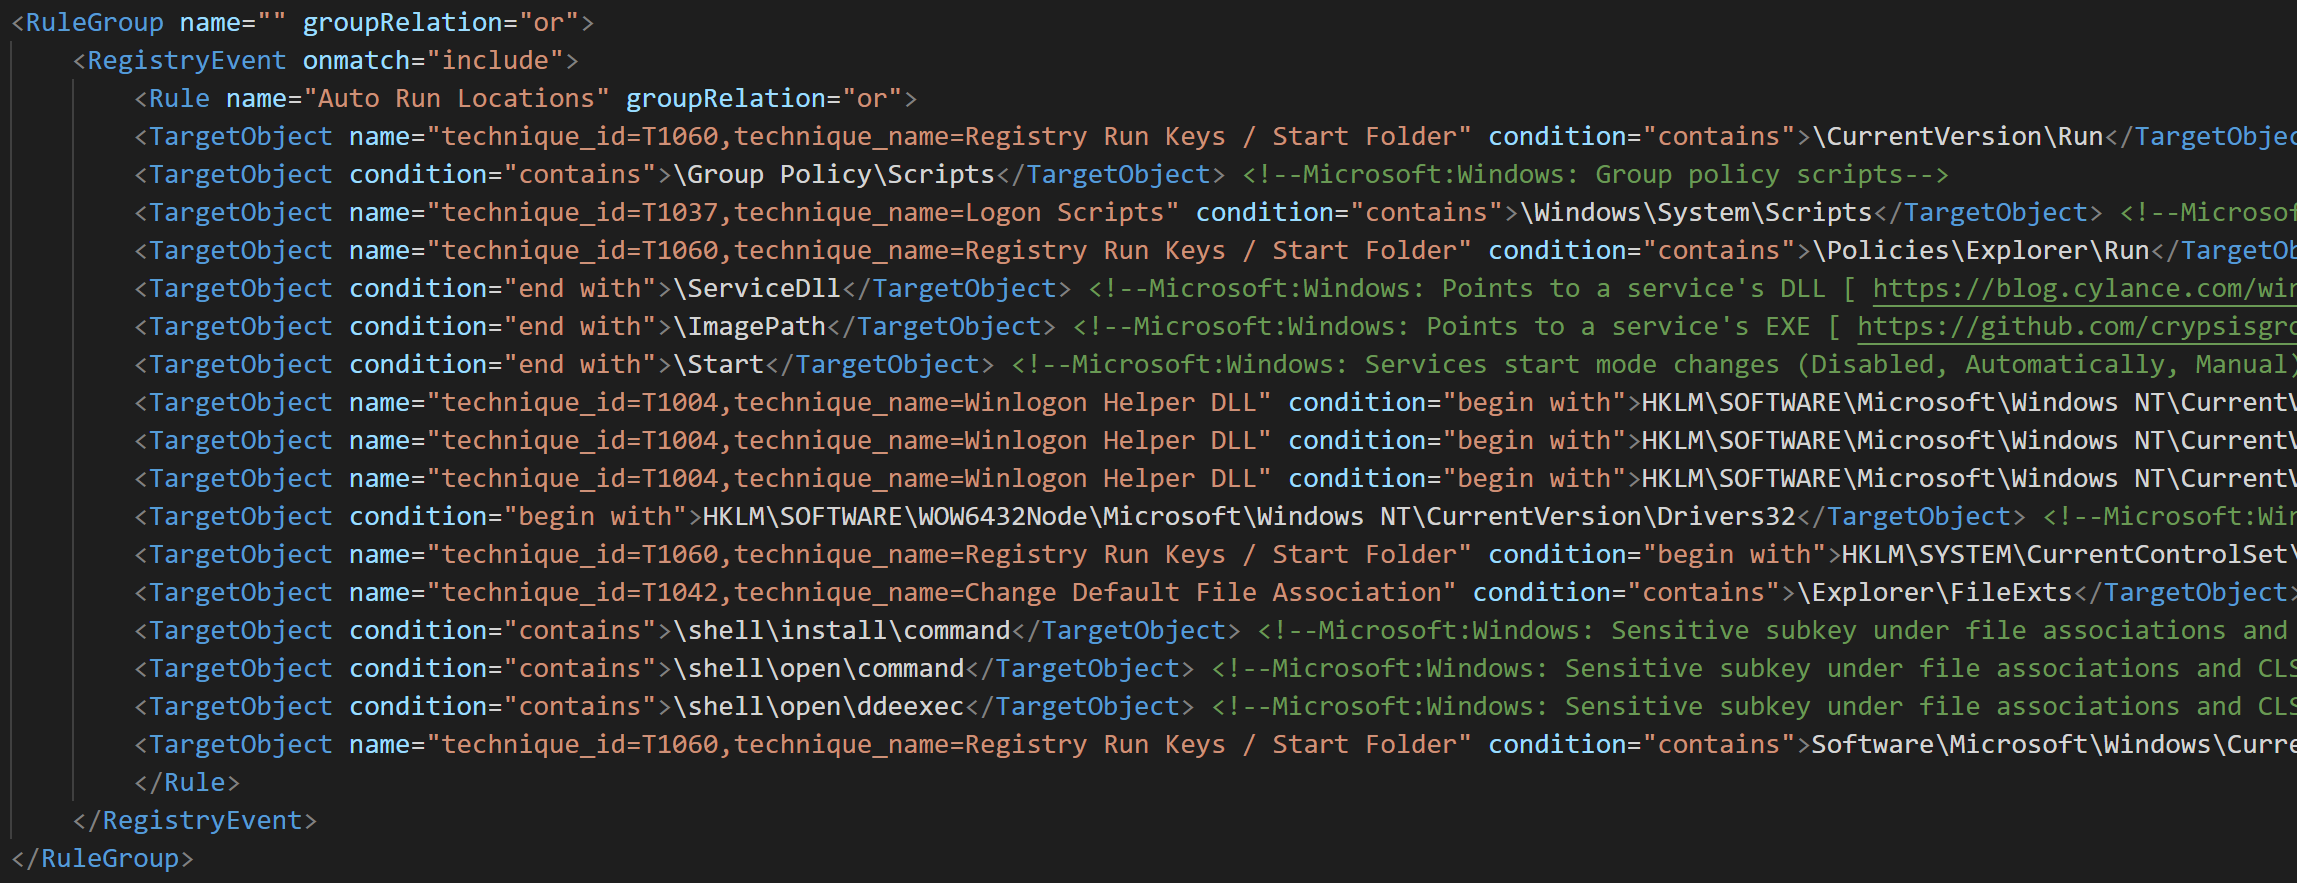 <RuleGroup name="" groupRelation="or">
<RegistryEvent onmatch="include">
<Rule name="Auto Run Locations" groupRelation="or">
<TargetObject name="technique_id=T1060,technique_name=Registry Run Keys / Start Folder" condition="contains">\CurrentVersion\Run</TargetObjec
<TargetObject condition="contains">\Group Policy\Scripts</TargetObject> <!--Microsoft:Windows: Group policy scripts-->
<TargetObject name="technique_id=T1037,technique_name=Logon Scripts" condition="contains">\Windows\System\Scripts</TargetObject> <!--Microsof
<TargetObject name="technique_id=T1060,technique_name=Registry Run Keys / Start Folder" condition="contains">\Policies\Explorer\Run</TargetOb
<TargetObject condition="end with">\ServiceDll</TargetObject> <!--Microsoft:Windows: Points to a service's DLL [ https://blog.cylance.com/win
<TargetObject condition="end with">\ImagePath</TargetObject> <!--Microsoft:Windows: Points to a service's EXE [ https://github.com/crypsisgro
<TargetObject condition="end with">\Start</TargetObject> <!--Microsoft:Windows: Services start mode changes (Disabled, Automatically, Manual)
<TargetObject name="technique_id=T1004,technique_name=Winlogon Helper DLL" condition="begin with">HKLM\SOFTWARE\Microsoft\Windows NT\CurrentV
<TargetObject name="technique_id=T1004,technique_name=Winlogon Helper DLL" condition="begin with">HKLM\SOFTWARE\Microsoft\Windows NT\CurrentV
<TargetObject name="technique_id=T1004,technique_name=Winlogon Helper DLL" condition="begin with">HKLM\SOFTWARE\Microsoft\Windows NT\CurrentV
<TargetObject condition="begin with">HKLM\SOFTWARE\WOW6432Node\Microsoft\Windows NT\CurrentVersion\Drivers32</TargetObject> <!--Microsoft:Win
<TargetObject name="technique_id=T1060,technique_name=Registry Run Keys / Start Folder" condition="begin with">HKLM\SYSTEM\CurrentControlSet\
<TargetObject name="technique_id=T1042,technique_name=Change Default File Association" condition="contains">\Explorer\FileExts</TargetObject>
<TargetObject condition="contains">\shell\install\command</TargetObject> <!--Microsoft:Windows: Sensitive subkey under file associations and
<TargetObject condition="contains">\shell\open\command</TargetObject> <!--Microsoft:Windows: Sensitive subkey under file associations and CLS
<TargetObject condition="contains">\shell\open\ddeexec</TargetObject> <!--Microsoft:Windows: Sensitive subkey under file associations and CLS
<TargetObject name="technique_id=T1060,technique_name=Registry Run Keys / Start Folder" condition="contains">Software\Microsoft\Windows\Curre
</Rule>
</RegistryEvent>
</RuleGroup>